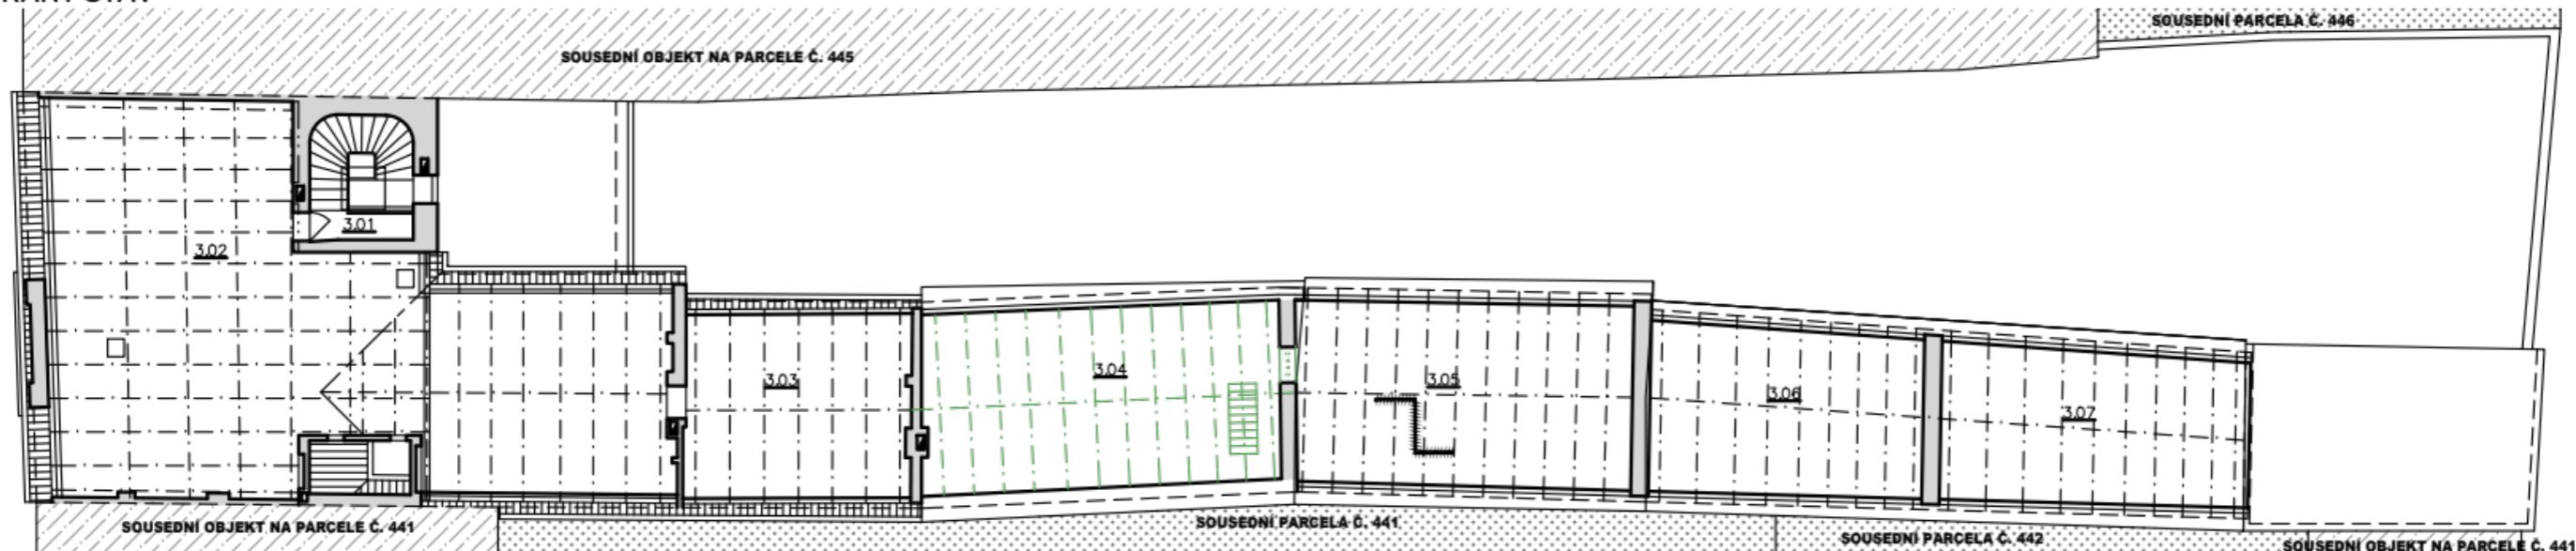 SOUSEDNÍ PARCELA Č. 446
SOUSEDNÍ OBJEKT NA PARCELE Č. 445
3.01
3.02
3.04
3.03
3.05
3.06
3.07
SOUSEDNÍ OBJEKT NA PARCELE Č. 441
SOUSEDNÍ PARCELA Č. 441
SOUSEDNÍ PARCELA Č. 442
SOUSEDNÍ OBJEKT NA PARCELE Č. 441